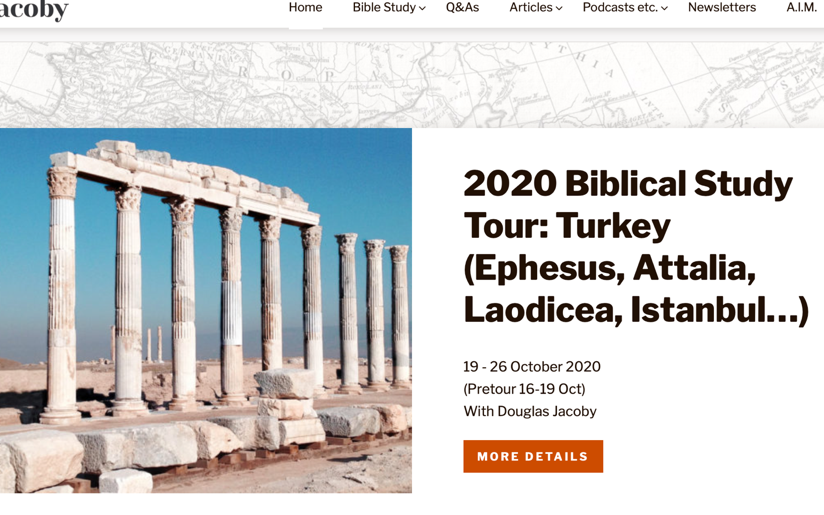 acoby
Home Bible Study Q&As Articles Podcasts etc. Newsletters A.I.M.
E U R O P A
Y T H I A
2020 Biblical Study
Tour: Turkey
(Ephesus, Attalia,
Laodicea, Istanbul...)
19 - 26 October 2020
(Pretour 16-19 Oct)
With Douglas Jacoby
MORE DETAILS